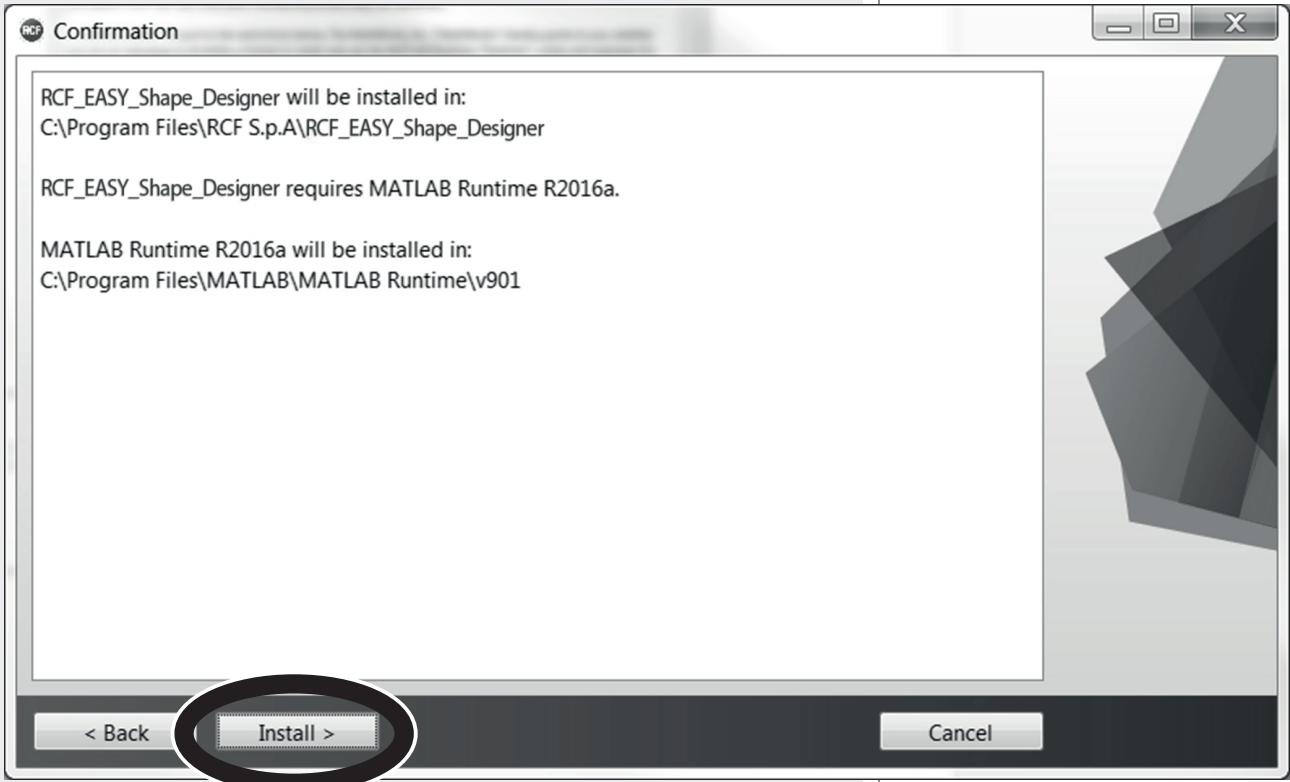 RCF Confirmation
RCF_EASY_Shape_Designer will be installed in:
C:\Program Files\RCF S.p.A\RCF_EASY_Shape_Designer
RCF_EASY_Shape_Designer requires MATLAB Runtime R2016a.
MATLAB Runtime R2016a will be installed in:
C:\Program Files\MATLAB\MATLAB Runtime\v901
< Back Install > Cancel